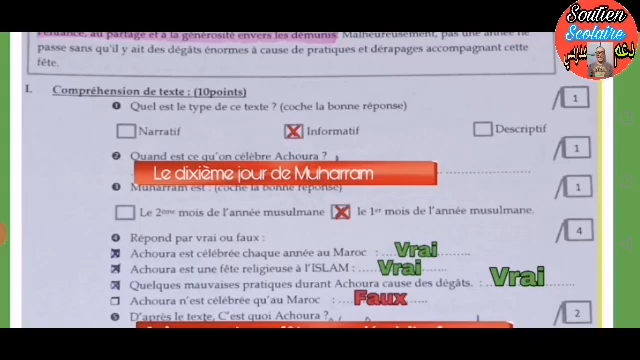 Soutien
Scolaire
l'enfance, au partage et à la générosité envers les démunis. Malheureusement, pas une année ne
passe sans qu'il y ait des dégâts énormes à cause de pratiques et dérapages accompagnant cette
fête.
I. Compréhension de texte : (10points)
❶ Quel est le type de ce texte ? (coche la bonne réponse)
1
Narratif Informatif Descriptif
❷ Quand est ce qu'on célèbre Achoura ?
1
Le dixième jour de Muharram
❸ Muharram est : (coche la bonne réponse)
1
Le 2ème mois de l'année musulmane le 1er mois de l'année musulmane.
❹ Répond par vrai ou faux :
4
Achoura est célébrée chaque année au Maroc : .... Vrai
Achoura est une fête religieuse à l'ISLAM : .... Vrai
Quelques mauvaises pratiques durant Achoura cause des dégâts. Vrai
Achoura n'est célébrée qu'au Maroc : .... Faux
❺ D'après le texte, C'est quoi Achoura ?
2